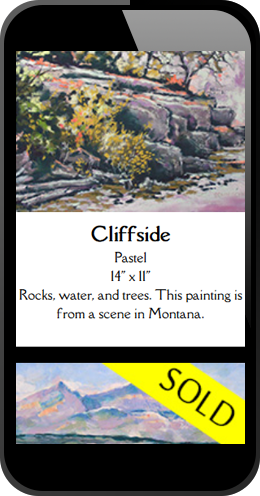 Cliffside
Pastel
14" x 11"
Rocks, water, and trees. This painting is
from a scene in Montana.
SOLD